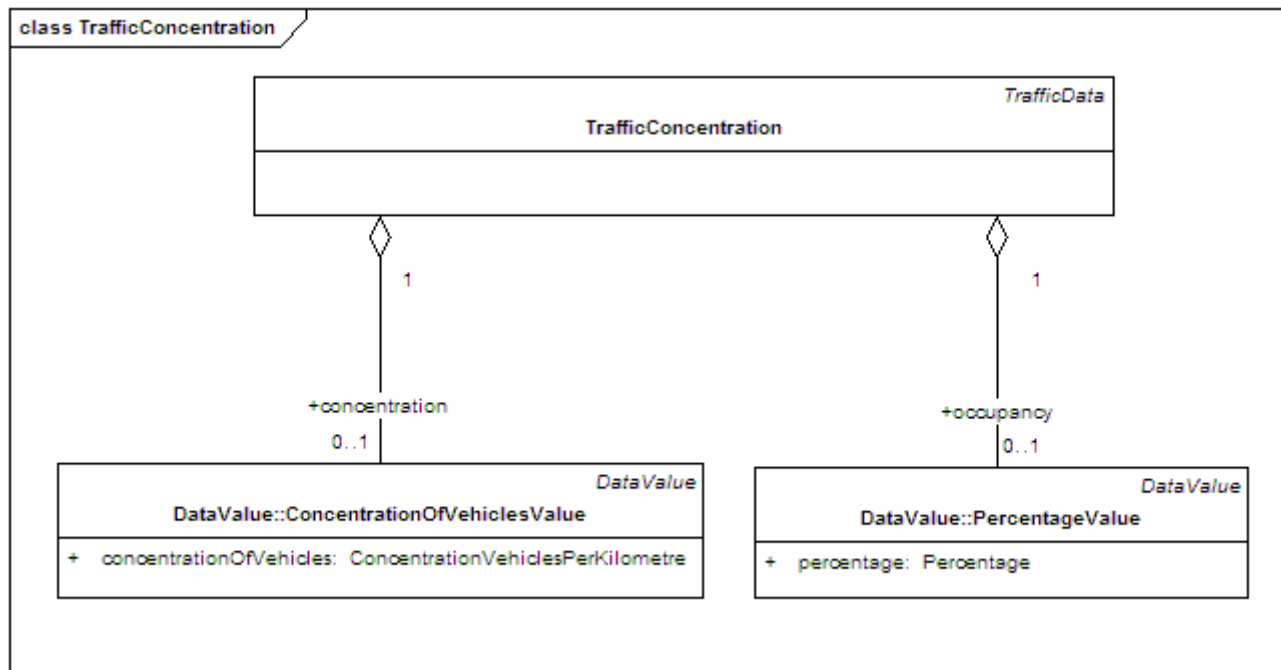 class TrafficConcentration
TrafficData
TrafficConcentration
1
1
+concentration
0..1
+occupancy
0..1
DataValue
DataValue::ConcentrationOfVehiclesValue
+ concentrationOfVehicles: ConcentrationVehiclesPerKilometre
DataValue
DataValue::PercentageValue
+ percentage: Percentage